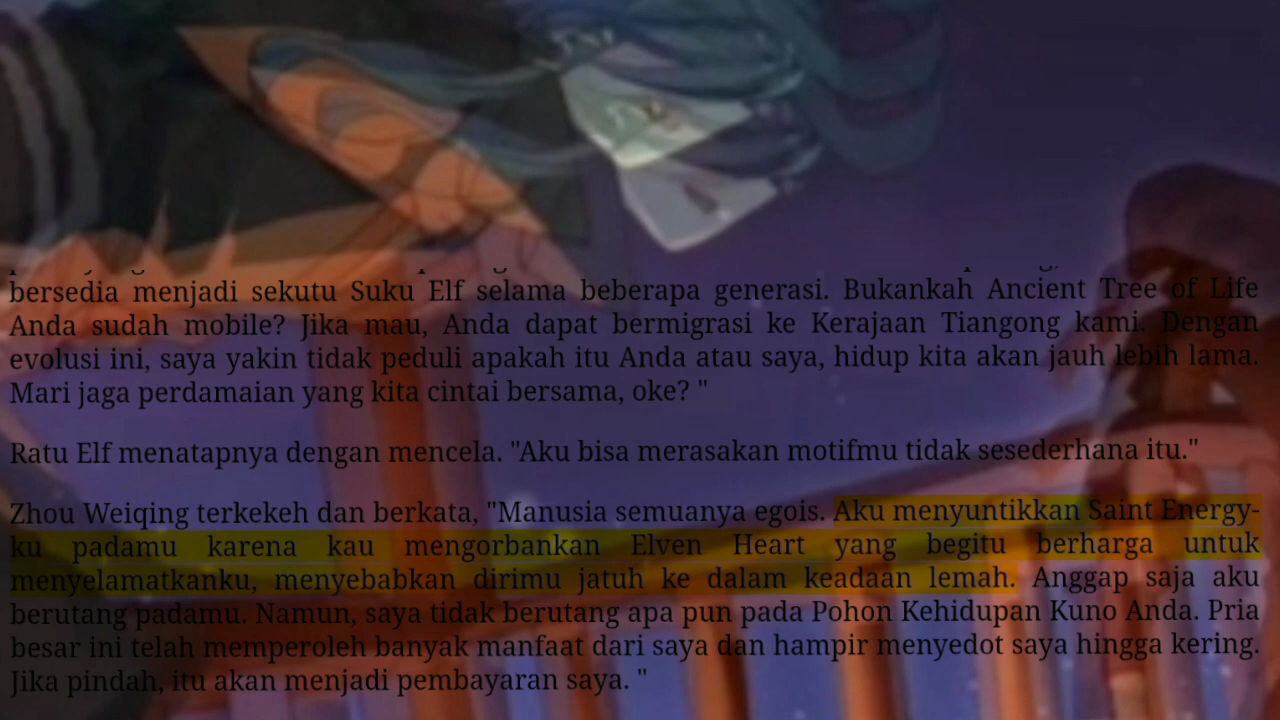 bersedia menjadi sekutu Suku Elf selama beberapa generasi. Bukankah Ancient Tree of Life
Anda sudah mobile? Jika mau, Anda dapat bermigrasi ke Kerajaan Tiangong kami. Dengan
evolusi ini, saya yakin tidak peduli apakah itu Anda atau saya, hidup kita akan jauh lebih lama.
Mari jaga perdamaian yang kita cintai bersama, oke? "
Ratu Elf menatapnya dengan mencela. "Aku bisa merasakan motifmu tidak sesederhana itu."
Zhou Weiqing terkekeh dan berkata, "Manusia semuanya egois. Aku menyuntikkan Saint Energy-
ku padamu karena kau mengorbankan Elven Heart yang begitu berharga untuk
menyelamatkanku, menyebabkan dirimu jatuh ke dalam keadaan lemah. Anggap saja aku
berutang padamu. Namun, saya tidak berutang apa pun pada Pohon Kehidupan Kuno Anda. Pria
besar ini telah memperoleh banyak manfaat dari saya dan hampir menyedot saya hingga kering.
Jika pindah, itu akan menjadi pembayaran saya. "